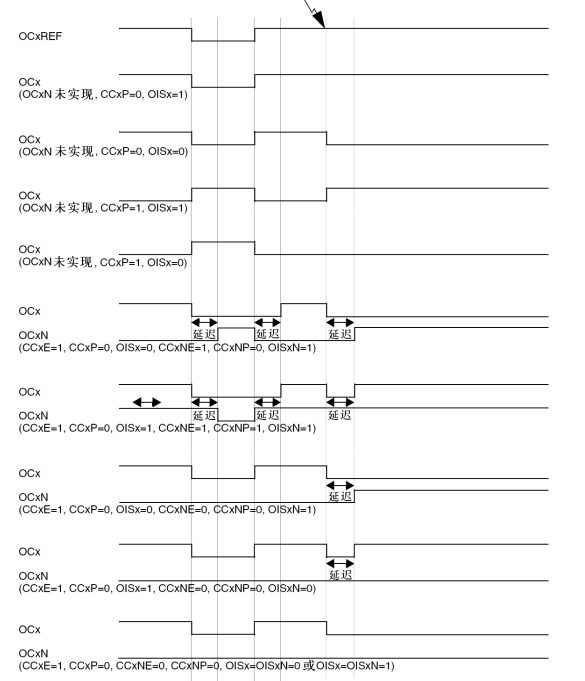 OCxREF
OCx
(OCxN 未实现, CCxP=0, OISx=1)
OCx
(OCxN 未实现, CCxP=0, OISx=0)
OCx
(OCxN 未实现, CCxP=1, OISx=1)
OCx
(OCxN 未实现, CCxP=1, OISx=0)
OCx
延迟 延迟 延迟
OCxN
(CCxE=1, CCxP=0, OISx=0, CCxNE=1, CCxNP=0, OISxN=1)
OCx
延迟 延迟 延迟
OCxN
(CCxE=1, CCxP=0, OISx=1, CCxNE=1, CCxNP=1, OISxN=1)
OCx
延迟
OCxN
(CCxE=1, CCxP=0, OISx=0, CCxNE=0, CCxNP=0, OISxN=1)
OCx
延迟
OCxN
(CCxE=1, CCxP=0, OISx=1, CCxNE=0, CCxNP=0, OISxN=0)
OCx
OCxN
(CCxE=1, CCxP=0, CCxNE=0, CCxNP=0, OISx=OISxN=0 或OISx=OISxN=1)